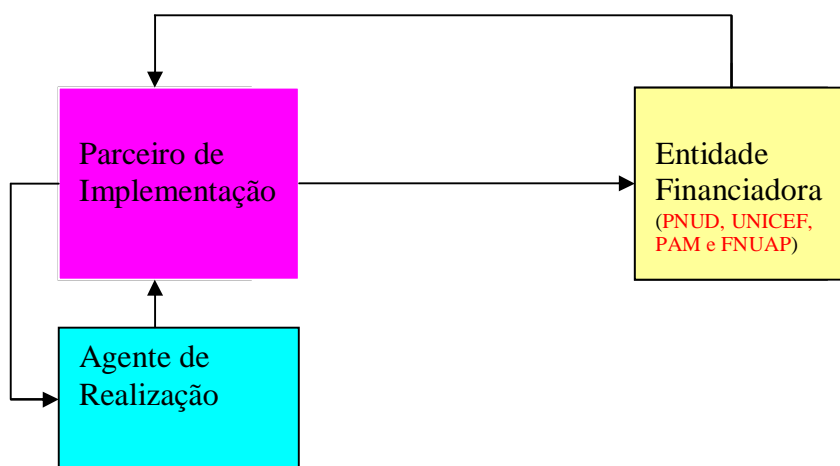 Parceiro de
Implementação
Entidade
Financiadora
(PNUD, UNICEF,
PAM e FNUAP)
Agente de
Realização